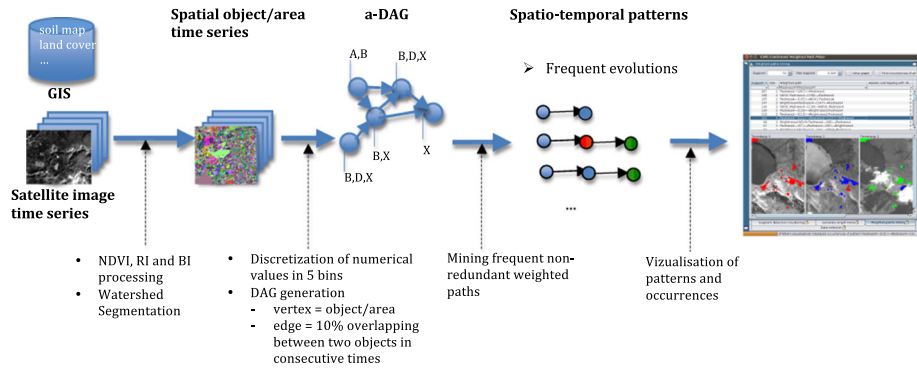 soil map
land cover
...
GIS
Satellite image
time series
Spatial object/area
time series
a-DAG
A,B
B,D,X
B,X
X
B,D,X
Spatio-temporal patterns
➢ Frequent evolutions
...
• NDVI, RI and BI
processing
• Watershed
Segmentation
• Discretization of numerical
values in 5 bins
• DAG generation
- vertex = object/area
- edge = 10% overlapping
between two objects in
consecutive times
Mining frequent non-
redundant weighted
paths
Vizualisation of
patterns and
occurrences